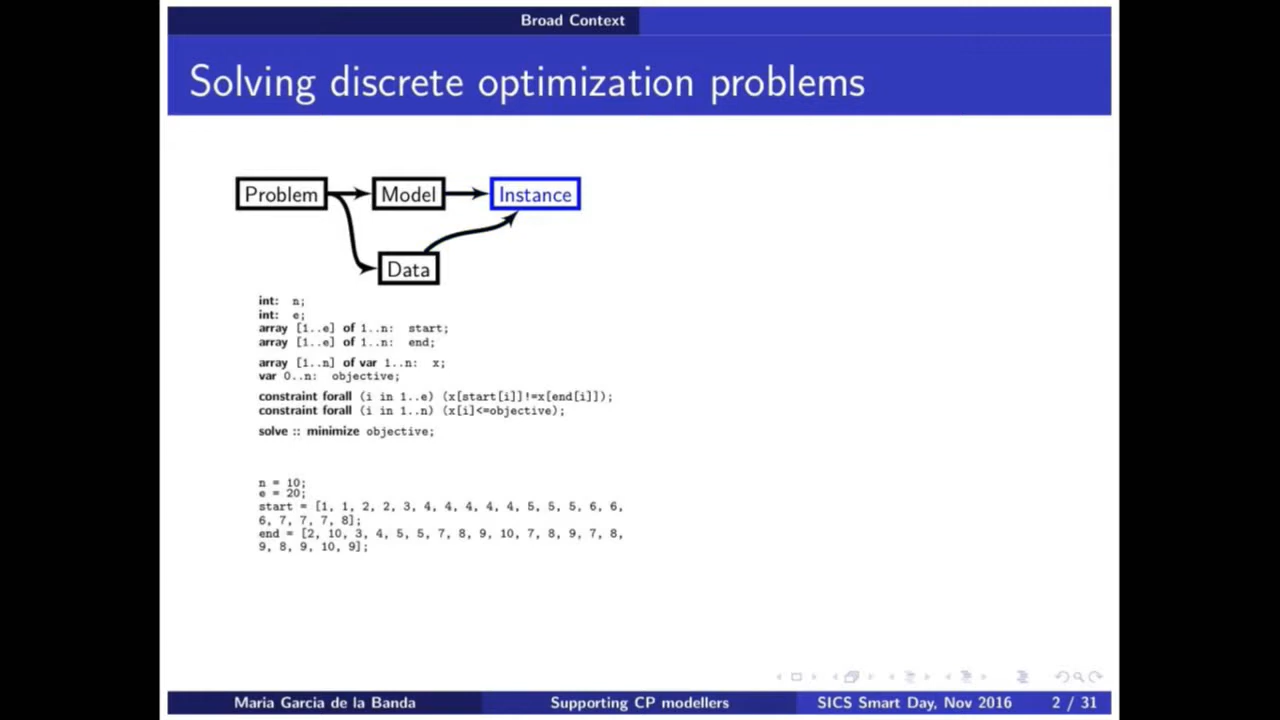 Broad Context
Solving discrete optimization problems
Problem
Model
Instance
Data
int: n;
int: e;
array [1..e] of 1..n: start;
array [1..e] of 1..n: end;
array [1..n] of var 1..n: x;
var 0..n: objective;
constraint forall (i in 1..e) (x[start[i]]!=x[end[i]]);
constraint forall (i in 1..n) (x[i]<=objective);
solve :: minimize objective;
n = 10;
e = 20;
start = [1, 1, 2, 2, 3, 4, 4, 4, 4, 4, 5, 5, 5, 6, 6,
6, 7, 7, 7, 8];
end = [2, 10, 3, 4, 5, 5, 7, 8, 9, 10, 7, 8, 9, 7, 8,
9, 8, 9, 10, 9];
Maria Garcia de la Banda
Supporting CP modellers
SICS Smart Day, Nov 2016
2 / 31